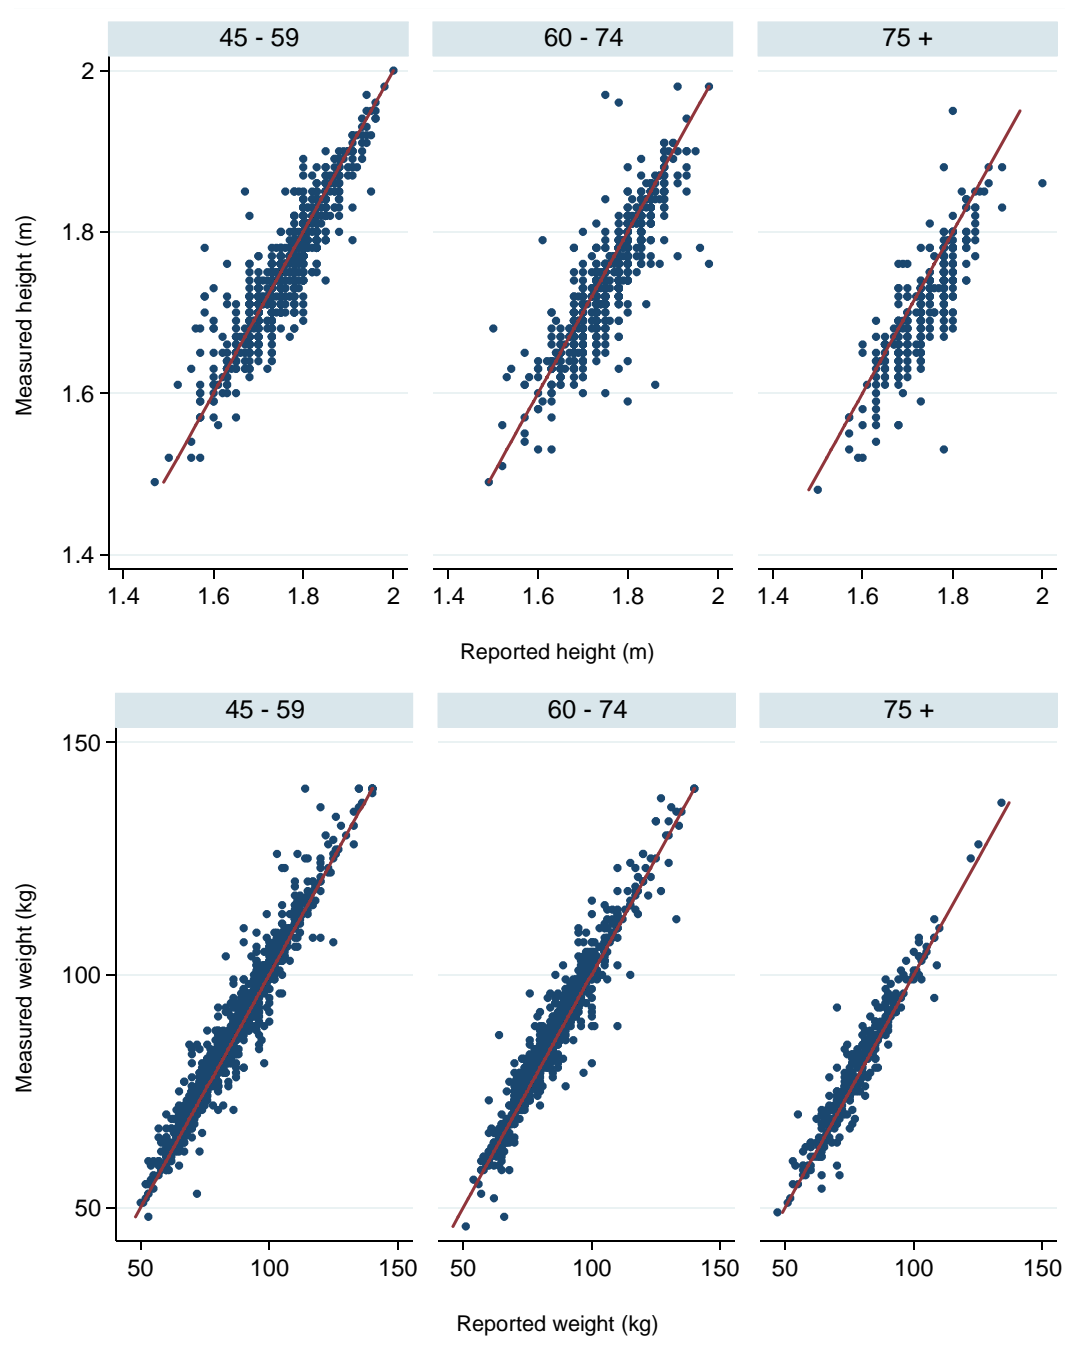 45 - 59 60 - 74 75 +
Measured height (m)
2
1.8
1.6
1.4
1.4 1.6 1.8 2 1.4 1.6 1.8 2 1.4 1.6 1.8 2
Reported height (m)
45 - 59 60 - 74 75 +
Measured weight (kg)
150
100
50
50 100 150 50 100 150 50 100 150
Reported weight (kg)